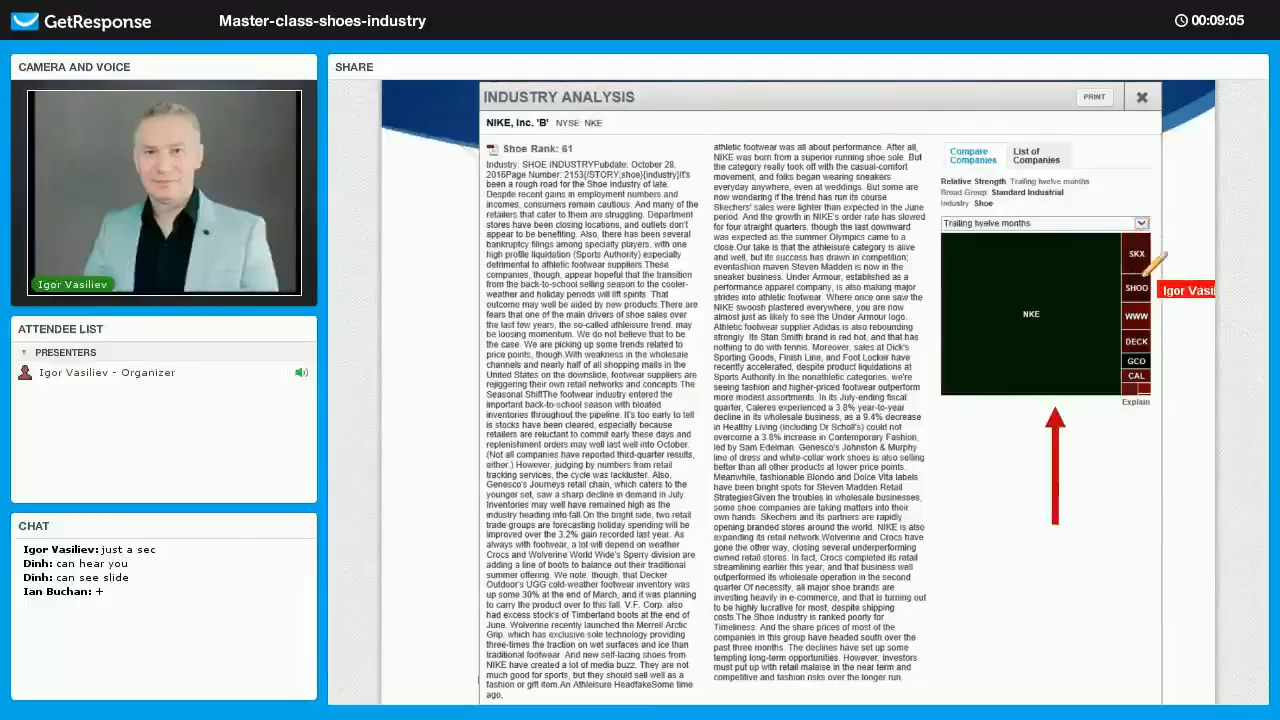 GetResponse
Master-class-shoes-industry
00:09:05
CAMERA AND VOICE
Igor Vasiliev
ATTENDEE LIST
PRESENTERS
Igor Vasiliev - Organizer
CHAT
Igor Vasiliev: just a sec
Dinh: can hear you
Dinh: can see slide
Ian Buchan: +
SHARE
INDUSTRY ANALYSIS
PRINT
NIKE, Inc. 'B' NYSE: NKE
Shoe Rank: 61
Industry: SHOE INDUSTRYPubdate: October 28,
2016Page Number: 2153{/STORY;shoe}{industry}It's
been a rough road for the Shoe industry of late.
Despite recent gains in employment numbers and
incomes, consumers remain cautious. And many of the
retailers that cater to them are struggling. Department
stores have been closing locations, and outlets don't
appear to be benefiting. Also, there has been several
bankruptcy filings among specialty players, with one
high profile liquidation (Sports Authority) especially
detrimental to athletic footwear suppliers.These
companies, though, appear hopeful that the transition
from the back-to-school selling season to the cooler-
weather and holiday periods will lift spirits. That
outcome may well be aided by new products.There are
fears that one of the main drivers of shoe sales over
the last few years, the so-called athleisure trend, may
be loosing momentum. We do not believe that to be
the case. We are picking up some trends related to
price points, though.With weakness in the wholesale
channels and nearly half of all shopping malls in the
United States on the downslide, footwear suppliers are
rejiggering their own retail networks and concepts The
Seasonal ShiftThe footwear industry entered the
important back-to-school season with bloated
inventories throughout the pipeline. It's too early to tell
is stocks have been cleared, especially because
retailers are reluctant to commit early these days and
replenishment orders may well last well into October.
(Not all companies have reported third-quarter results,
either.) However, judging by numbers from retail
tracking services, the cycle was lackluster. Also,
Genesco's Journeys retail chain, which caters to the
younger set, saw a sharp decline in demand in July.
Inventories may well have remained high as the
industry heading into fall.On the bright side, two retail
trade groups are forecasting holiday spending will be
improved over the 3.2% gain recorded last year. As
always with footwear, a lot will depend on weather
Crocs and Wolverine World Wide's Sperry division are
adding a line of boots to balance out their traditional
summer offering. We note, though, that Decker
Outdoor's UGG cold-weather footwear inventory was
up some 30% at the end of March, and it was planning
to carry the product over to this fall. V.F. Corp. also
had excess stock's of Timberland boots at the end of
June. Wolverine recently launched the Merrell Arctic
Grip, which has exclusive sole technology providing
three-times the traction on wet surfaces and ice than
traditional footwear. And new self-lacing shoes from
NIKE have created a lot of media buzz. They are not
much good for sports, but they should sell well as a
fashion or gift item.An Athleisure HeadfakeSome time
ago,
athletic footwear was all about performance. After all,
NIKE was born from a superior running shoe sole. But
the category really took off with the casual-comfort
movement, and folks began wearing sneakers
everyday anywhere, even at weddings. But some are
now wondering if the trend has run its course.
Skechers' sales were lighter than expected in the June
period. And the growth in NIKE's order rate has slowed
for four straight quarters, though the last downward
was expected as the summer Olympics came to a
close.Our take is that the athleisure category is alive
and well, but its success has drawn in competition;
eventashion maven Steven Madden is now in the
sneaker business. Under Armour, established as a
performance apparel company, is also making major
strides into athletic footwear. Where once one saw the
NIKE swoosh plastered everywhere, you are now
almost just as likely to see the Under Armour logo.
Athletic footwear supplier Adidas is also rebounding
strongly. Its Stan Smith brand is red hot, and that has
nothing to do with tennis. Moreover, sales at Dick's
Sporting Goods, Finish Line, and Foot Locker have
recently accelerated, despite product liquidations at
Sports Authority.In the nonathletic categories, we're
seeing fashion and higher-priced footwear outperform
more modest assortments. In its July-ending fiscal
quarter, Caleres experienced a 3.8% year-to-year
decline in its wholesale business, as a 9.4% decrease
in Healthy Living (including Dr Scholl's) could not
overcome a 3.8% increase in Contemporary Fashion,
led by Sam Edelman. Genesco's Johnston & Murphy
line of dress and white-collar work shoes is also selling
better than all other products at lower price points.
Meanwhile, fashionable Blondo and Dolce Vita labels
have been bright spots for Steven Madden.Retail
StrategiesGiven the troubles in wholesale businesses,
some shoe companies are taking matters into their
own hands. Skechers and its partners are rapidly
opening branded stores around the world. NIKE is also
expanding its retail network Wolverine and Crocs have
gone the other way, closing several underperforming
owned retail stores. In fact, Crocs completed its retail
streamlining earlier this year, and that business well
outperformed its wholesale operation in the second
quarter Of necessity, all major shoe brands are
investing heavily in e-commerce, and that is turning out
to be highly lucrative for most, despite shipping
costs.The Shoe Industry is ranked poorly for
Timeliness. And the share prices of most of the
companies in this group have headed south over the
past three months. The declines have set up some
tempting long-term opportunities. However, investors
must put up with retail malaise in the near term and
competitive and fashion risks over the longer run.
Compare Companies
List of Companies
Relative Strength Trailing twelve months
Broad Group: Standard Industrial
Industry Shoe
Trailing twelve months
NKE
SKX
SHOO
WWW
DECK
GCO
CAL
Explain
Igor Vasi